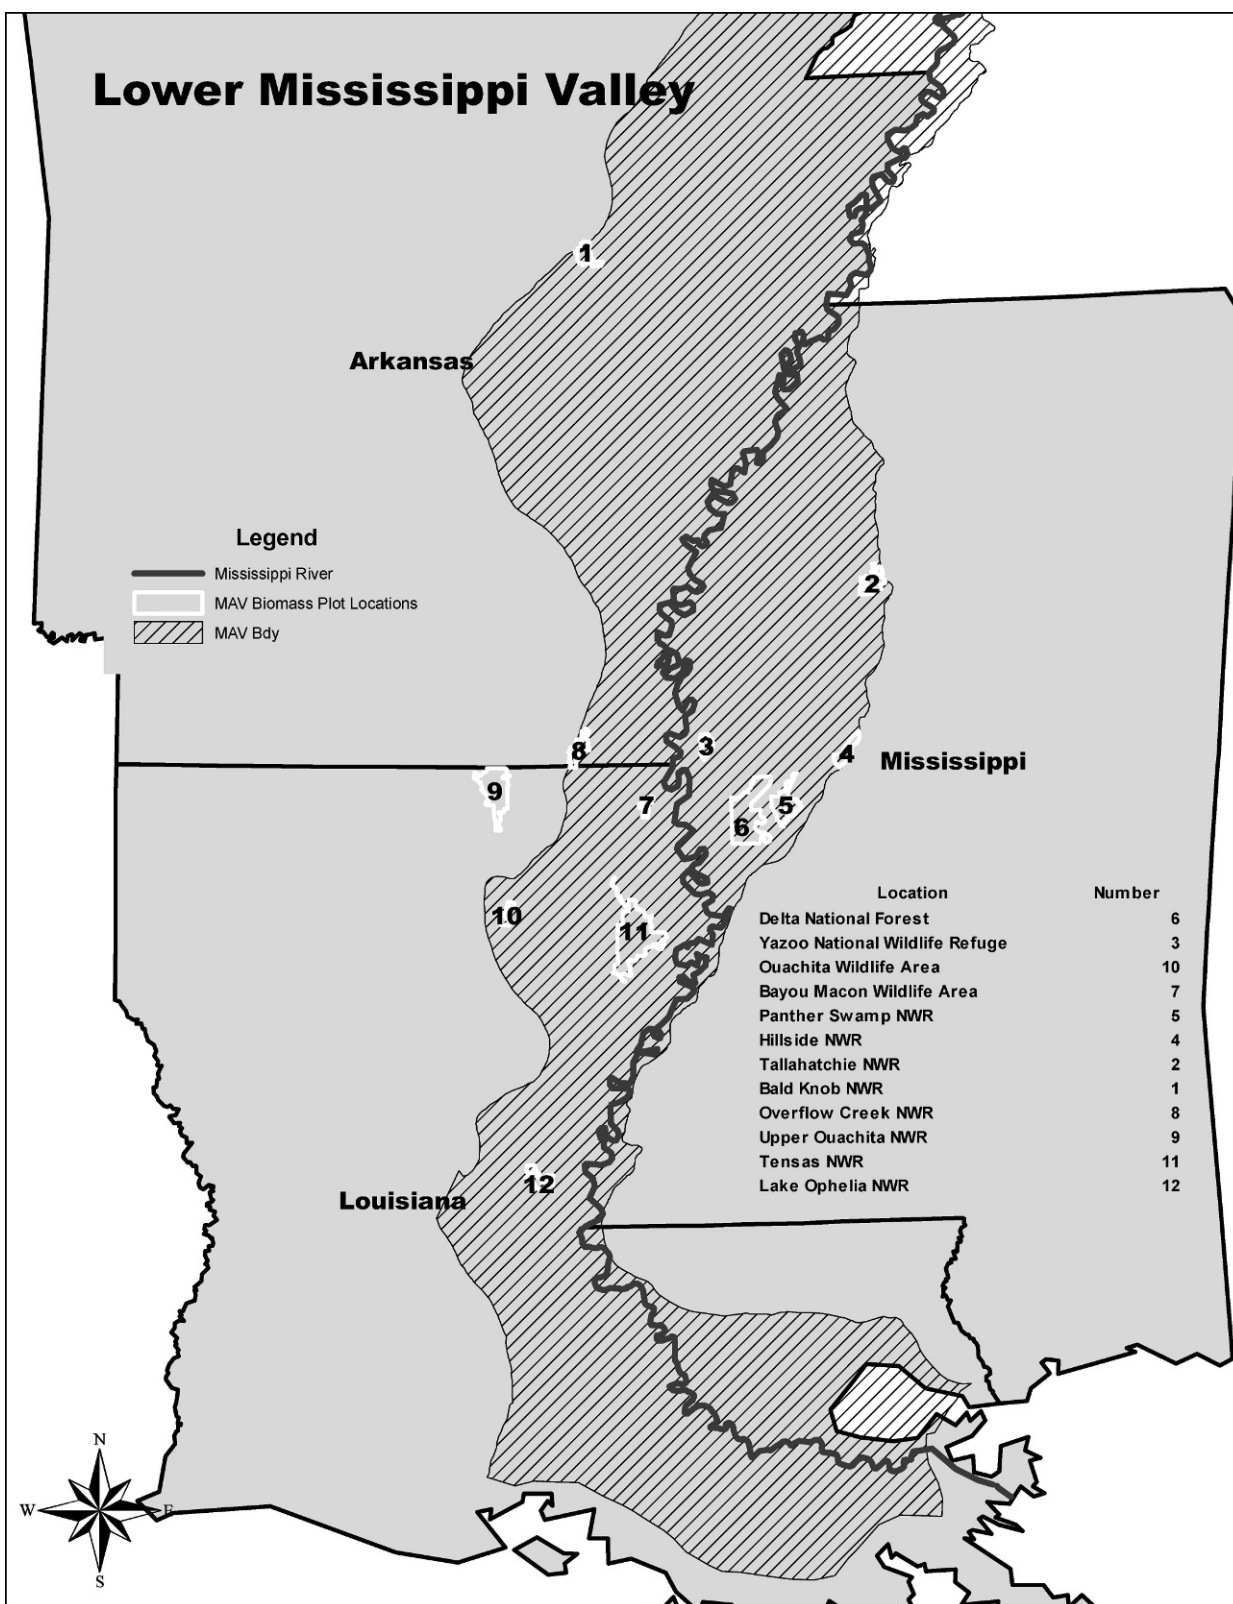 Lower Mississippi Valley
1
Arkansas
Legend
Mississippi River
MAV Biomass Plot Locations
MAV Bdy
2
8
3
4
Mississippi
9
7
6
5
10
11
Location Number
Delta National Forest 6
Yazoo National Wildlife Refuge 3
Ouachita Wildlife Area 10
Bayou Macon Wildlife Area 7
Panther Swamp NWR 5
Hillside NWR 4
Tallahatchie NWR 2
Bald Knob NWR 1
Overflow Creek NWR 8
Upper Ouachita NWR 9
Tensas NWR 11
Lake Ophelia NWR 12
12
Louisiana
N
W E
S